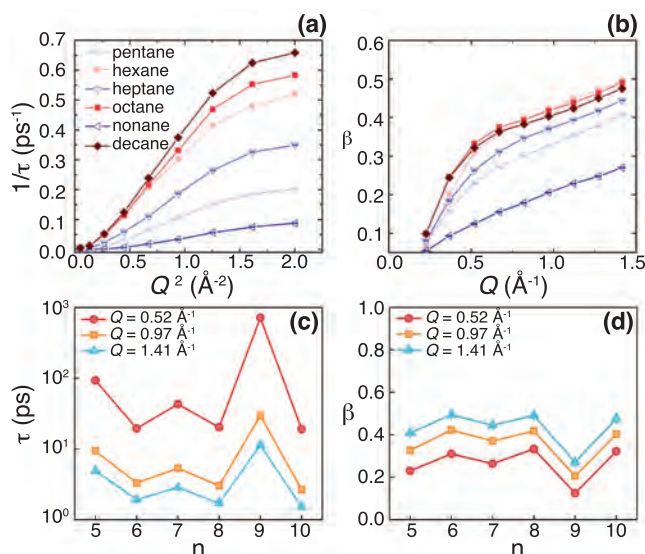 (a)
0.7
0.6
0.5
0.4
0.3
0.2
0.1
0.0
1/τ (ps⁻¹)
pentane
hexane
heptane
octane
nonane
decane
0.0 0.5 1.0 1.5 2.0
Q² (Å⁻²)
(b)
0.6
0.5
0.4
0.3
0.2
0.1
β
0.0 0.5 1.0 1.5
Q (Å⁻¹)
(c)
10³
10²
10¹
10⁰
τ (ps)
Q = 0.52 Å⁻¹
Q = 0.97 Å⁻¹
Q = 1.41 Å⁻¹
5 6 7 8 9 10
n
(d)
1.0
0.8
0.6
0.4
0.2
0.0
β
Q = 0.52 Å⁻¹
Q = 0.97 Å⁻¹
Q = 1.41 Å⁻¹
5 6 7 8 9 10
n